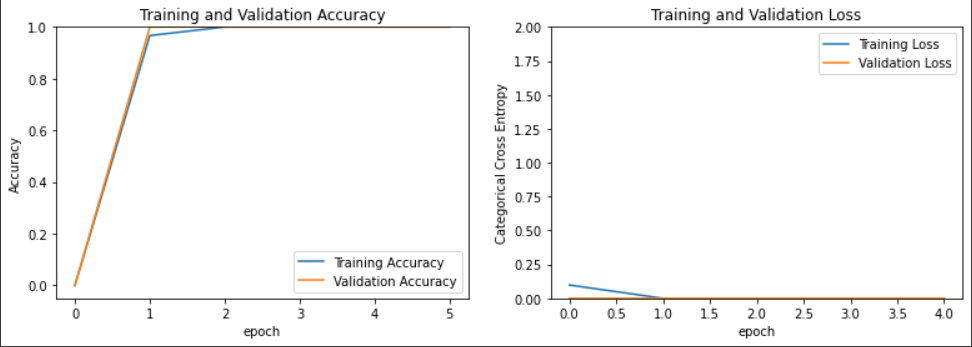 Training and Validation Accuracy
1.0
0.8
0.6
0.4
0.2
0.0
Accuracy
Training Accuracy
Validation Accuracy
0 1 2 3 4 5
epoch
Training and Validation Loss
2.00
1.75
1.50
1.25
1.00
0.75
0.50
0.25
0.00
Categorical Cross Entropy
Training Loss
Validation Loss
0.0 0.5 1.0 1.5 2.0 2.5 3.0 3.5 4.0
epoch